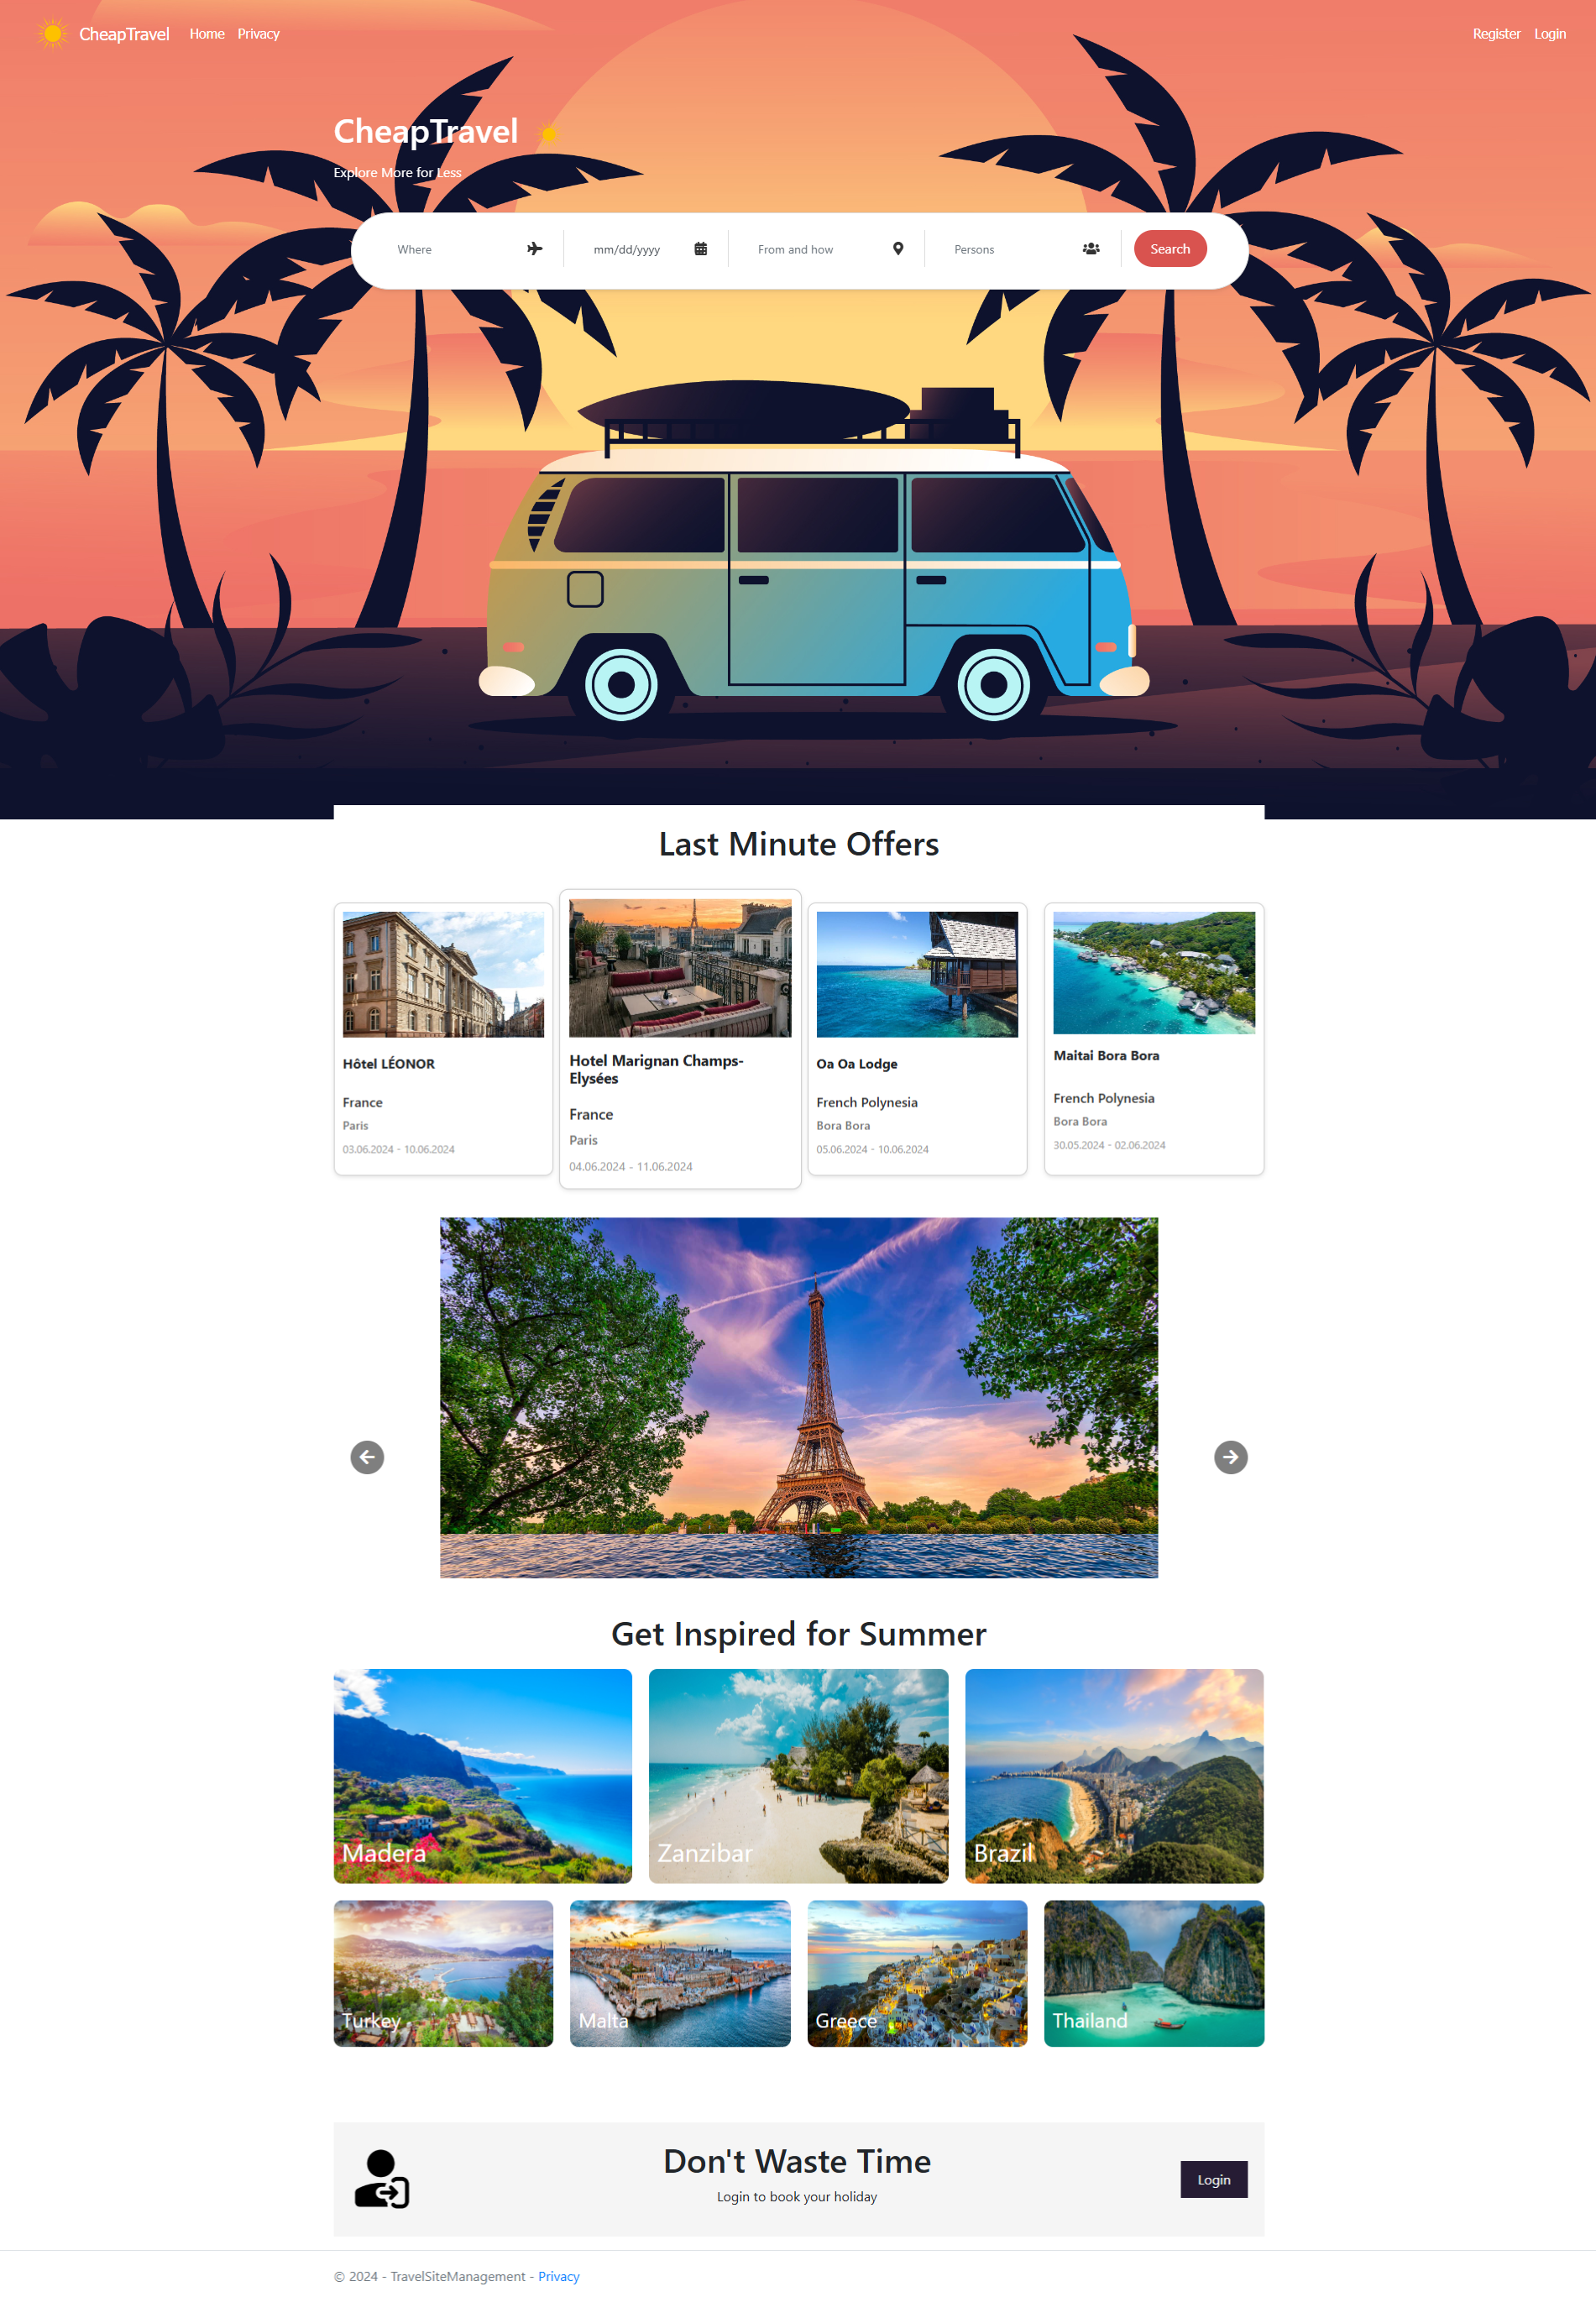 CheapTravel Home Privacy Register Login
CheapTravel
Explore More for Less
Where mm/dd/yyyy From and how Persons Search
Last Minute Offers
Hôtel LÉONOR
France
Paris
03.06.2024 - 10.06.2024
Hotel Marignan Champs-
Elysées
France
Paris
04.06.2024 - 11.06.2024
Oa Oa Lodge
French Polynesia
Bora Bora
05.06.2024 - 10.06.2024
Maitai Bora Bora
French Polynesia
Bora Bora
30.05.2024 - 02.06.2024
Get Inspired for Summer
Madera
Zanzibar
Brazil
Turkey
Malta
Greece
Thailand
Don't Waste Time
Login to book your holiday
Login
© 2024 - TravelSiteManagement - Privacy